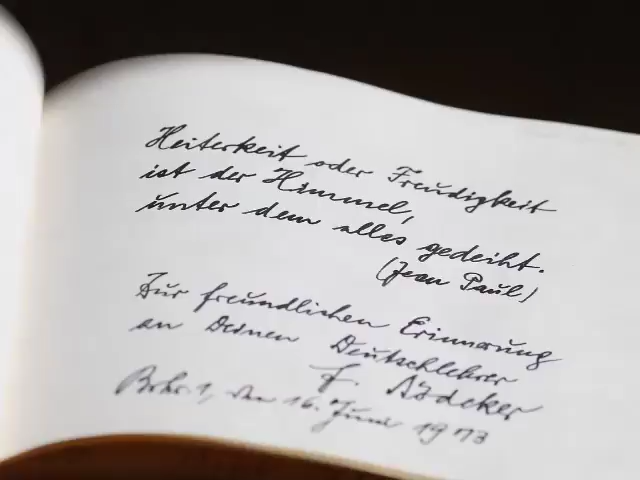 Heiterkeit oder Freudigkeit
ist der Himmel,
unter dem alles gedeiht.
(Jean Paul)
Zur freundlichen Erinnerung
an Deinen Deutschlehrer
F.
den 16. Juni 1973